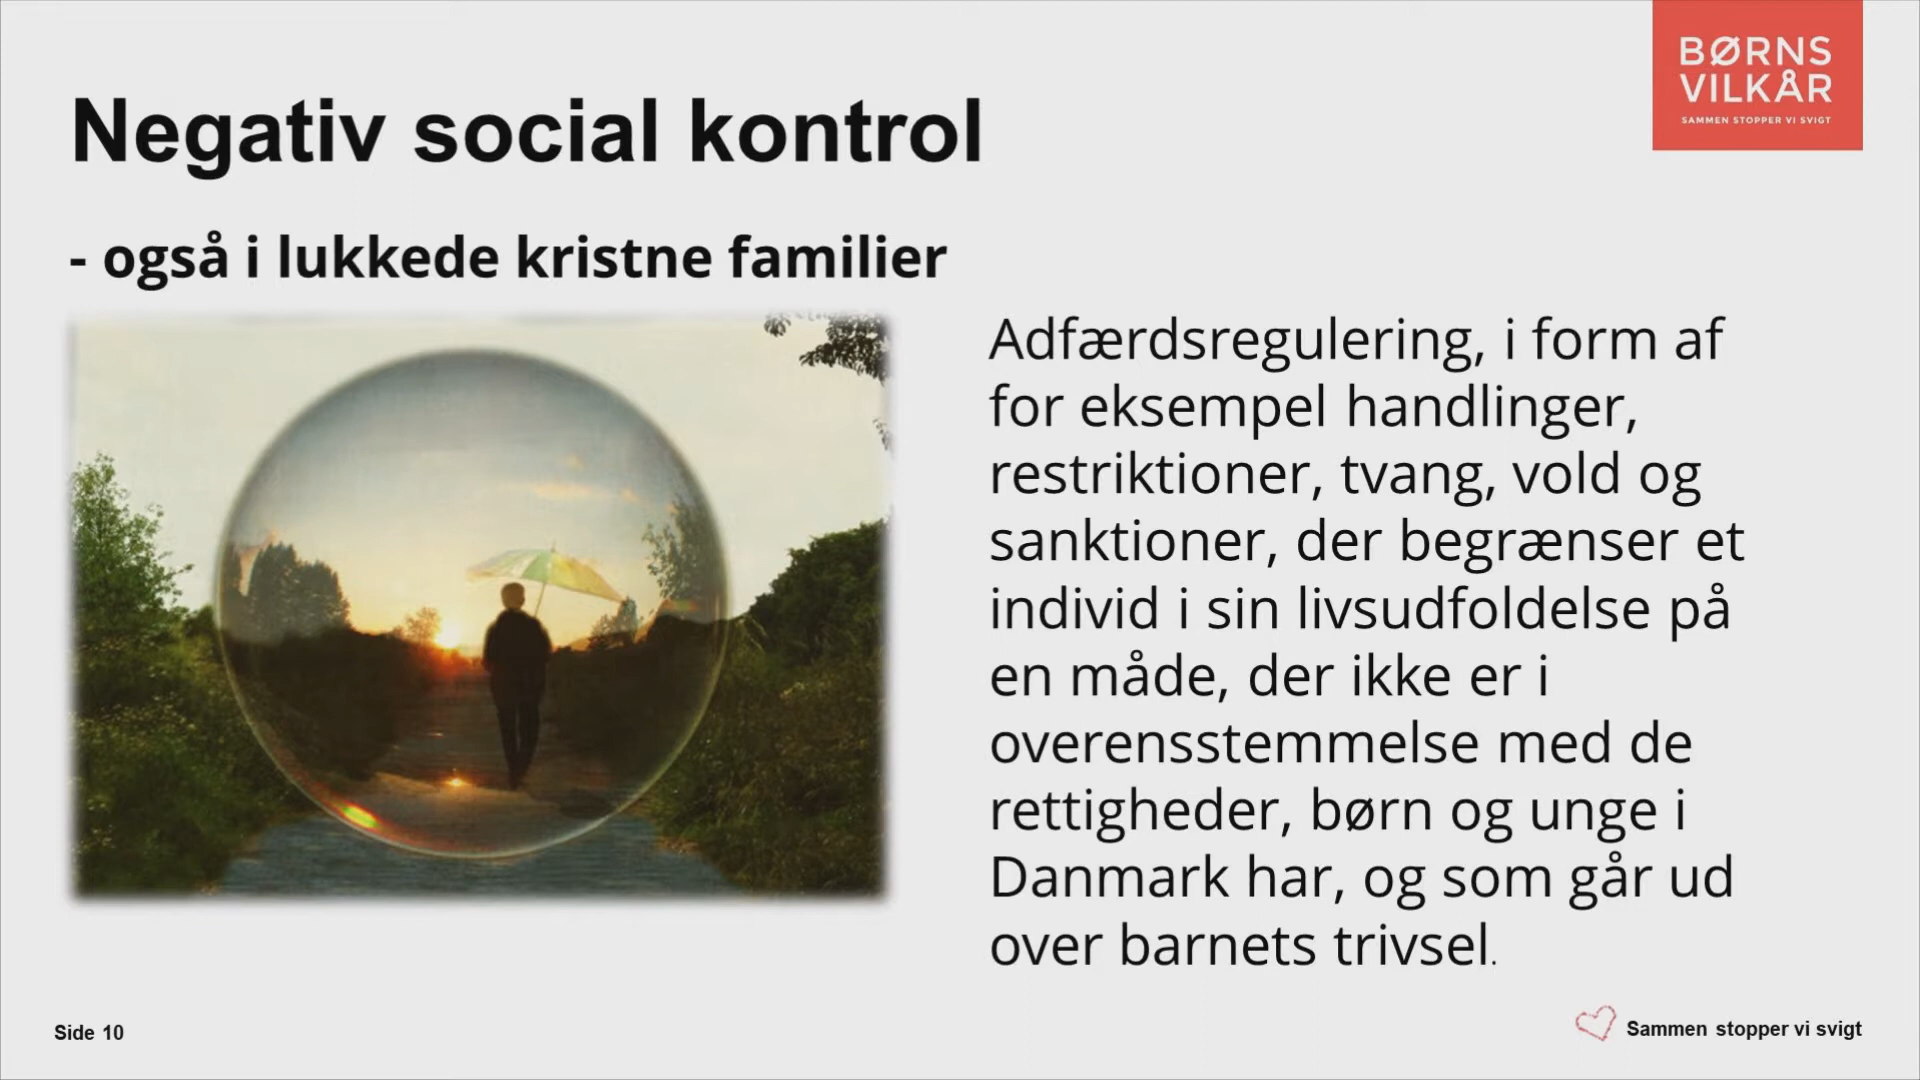 BØRNS
VILKÅR
SAMMEN STOPPER VI SVIGT
Negativ social kontrol
- også i lukkede kristne familier
Adfærdsregulering, i form af
for eksempel handlinger,
restriktioner, tvang, vold og
sanktioner, der begrænser et
individ i sin livsudfoldelse på
en måde, der ikke er i
overensstemmelse med de
rettigheder, børn og unge i
Danmark har, og som går ud
over barnets trivsel.
Side 10
Sammen stopper vi svigt